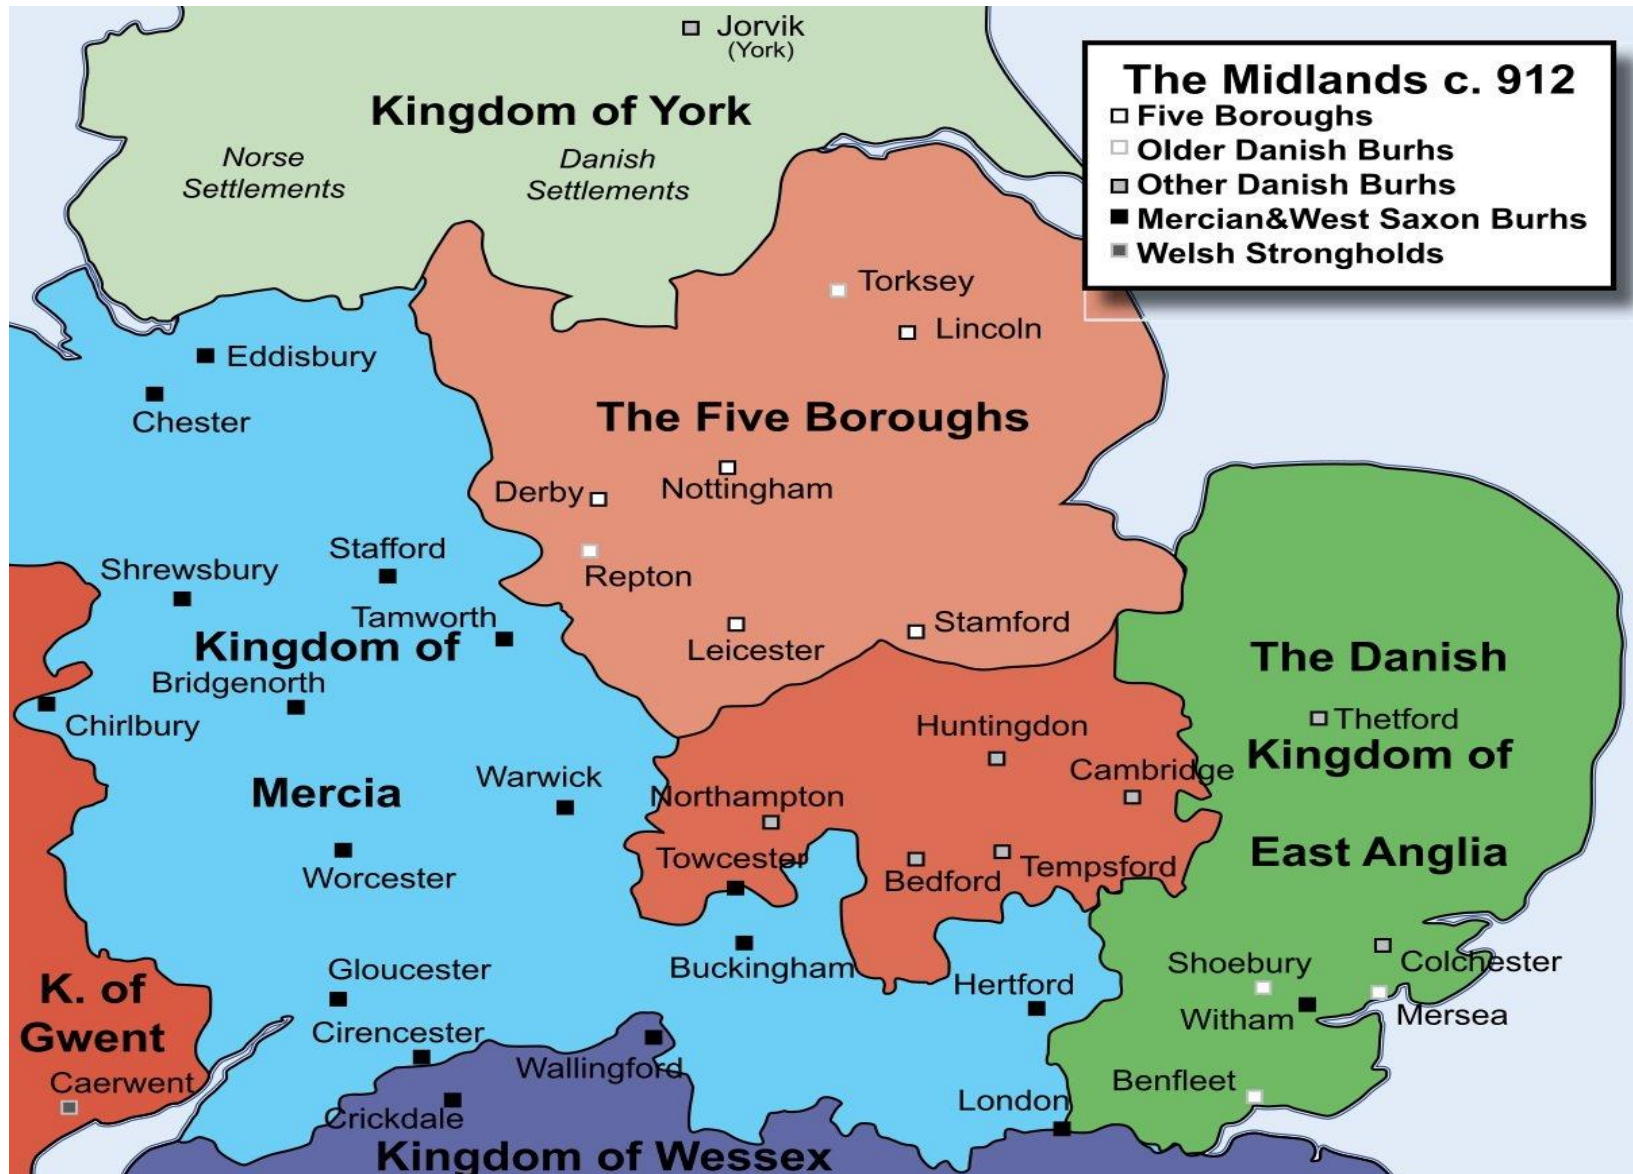 Jorvik
(York)
Kingdom of York
Norse
Settlements
Danish
Settlements
The Midlands c. 912
Five Boroughs
Older Danish Burhs
Other Danish Burhs
Mercian&West Saxon Burhs
Welsh Strongholds
Torksey
Lincoln
Eddisbury
Chester
The Five Boroughs
Nottingham
Derby
Stafford
Shrewsbury
Repton
Tamworth
Kingdom of
Leicester
Stamford
Bridgenorth
Chirlbury
The Danish
Thetford
Kingdom of
East Anglia
Huntingdon
Cambridge
Warwick
Mercia
Northampton
Towcester
Bedford
Tempsford
Worcester
Gloucester
Buckingham
Hertford
Shoebury
Colchester
K. of
Gwent
Cirencester
Witham
Mersea
Caerwent
Wallingford
Benfleet
London
Crickdale
Kingdom of Wessex